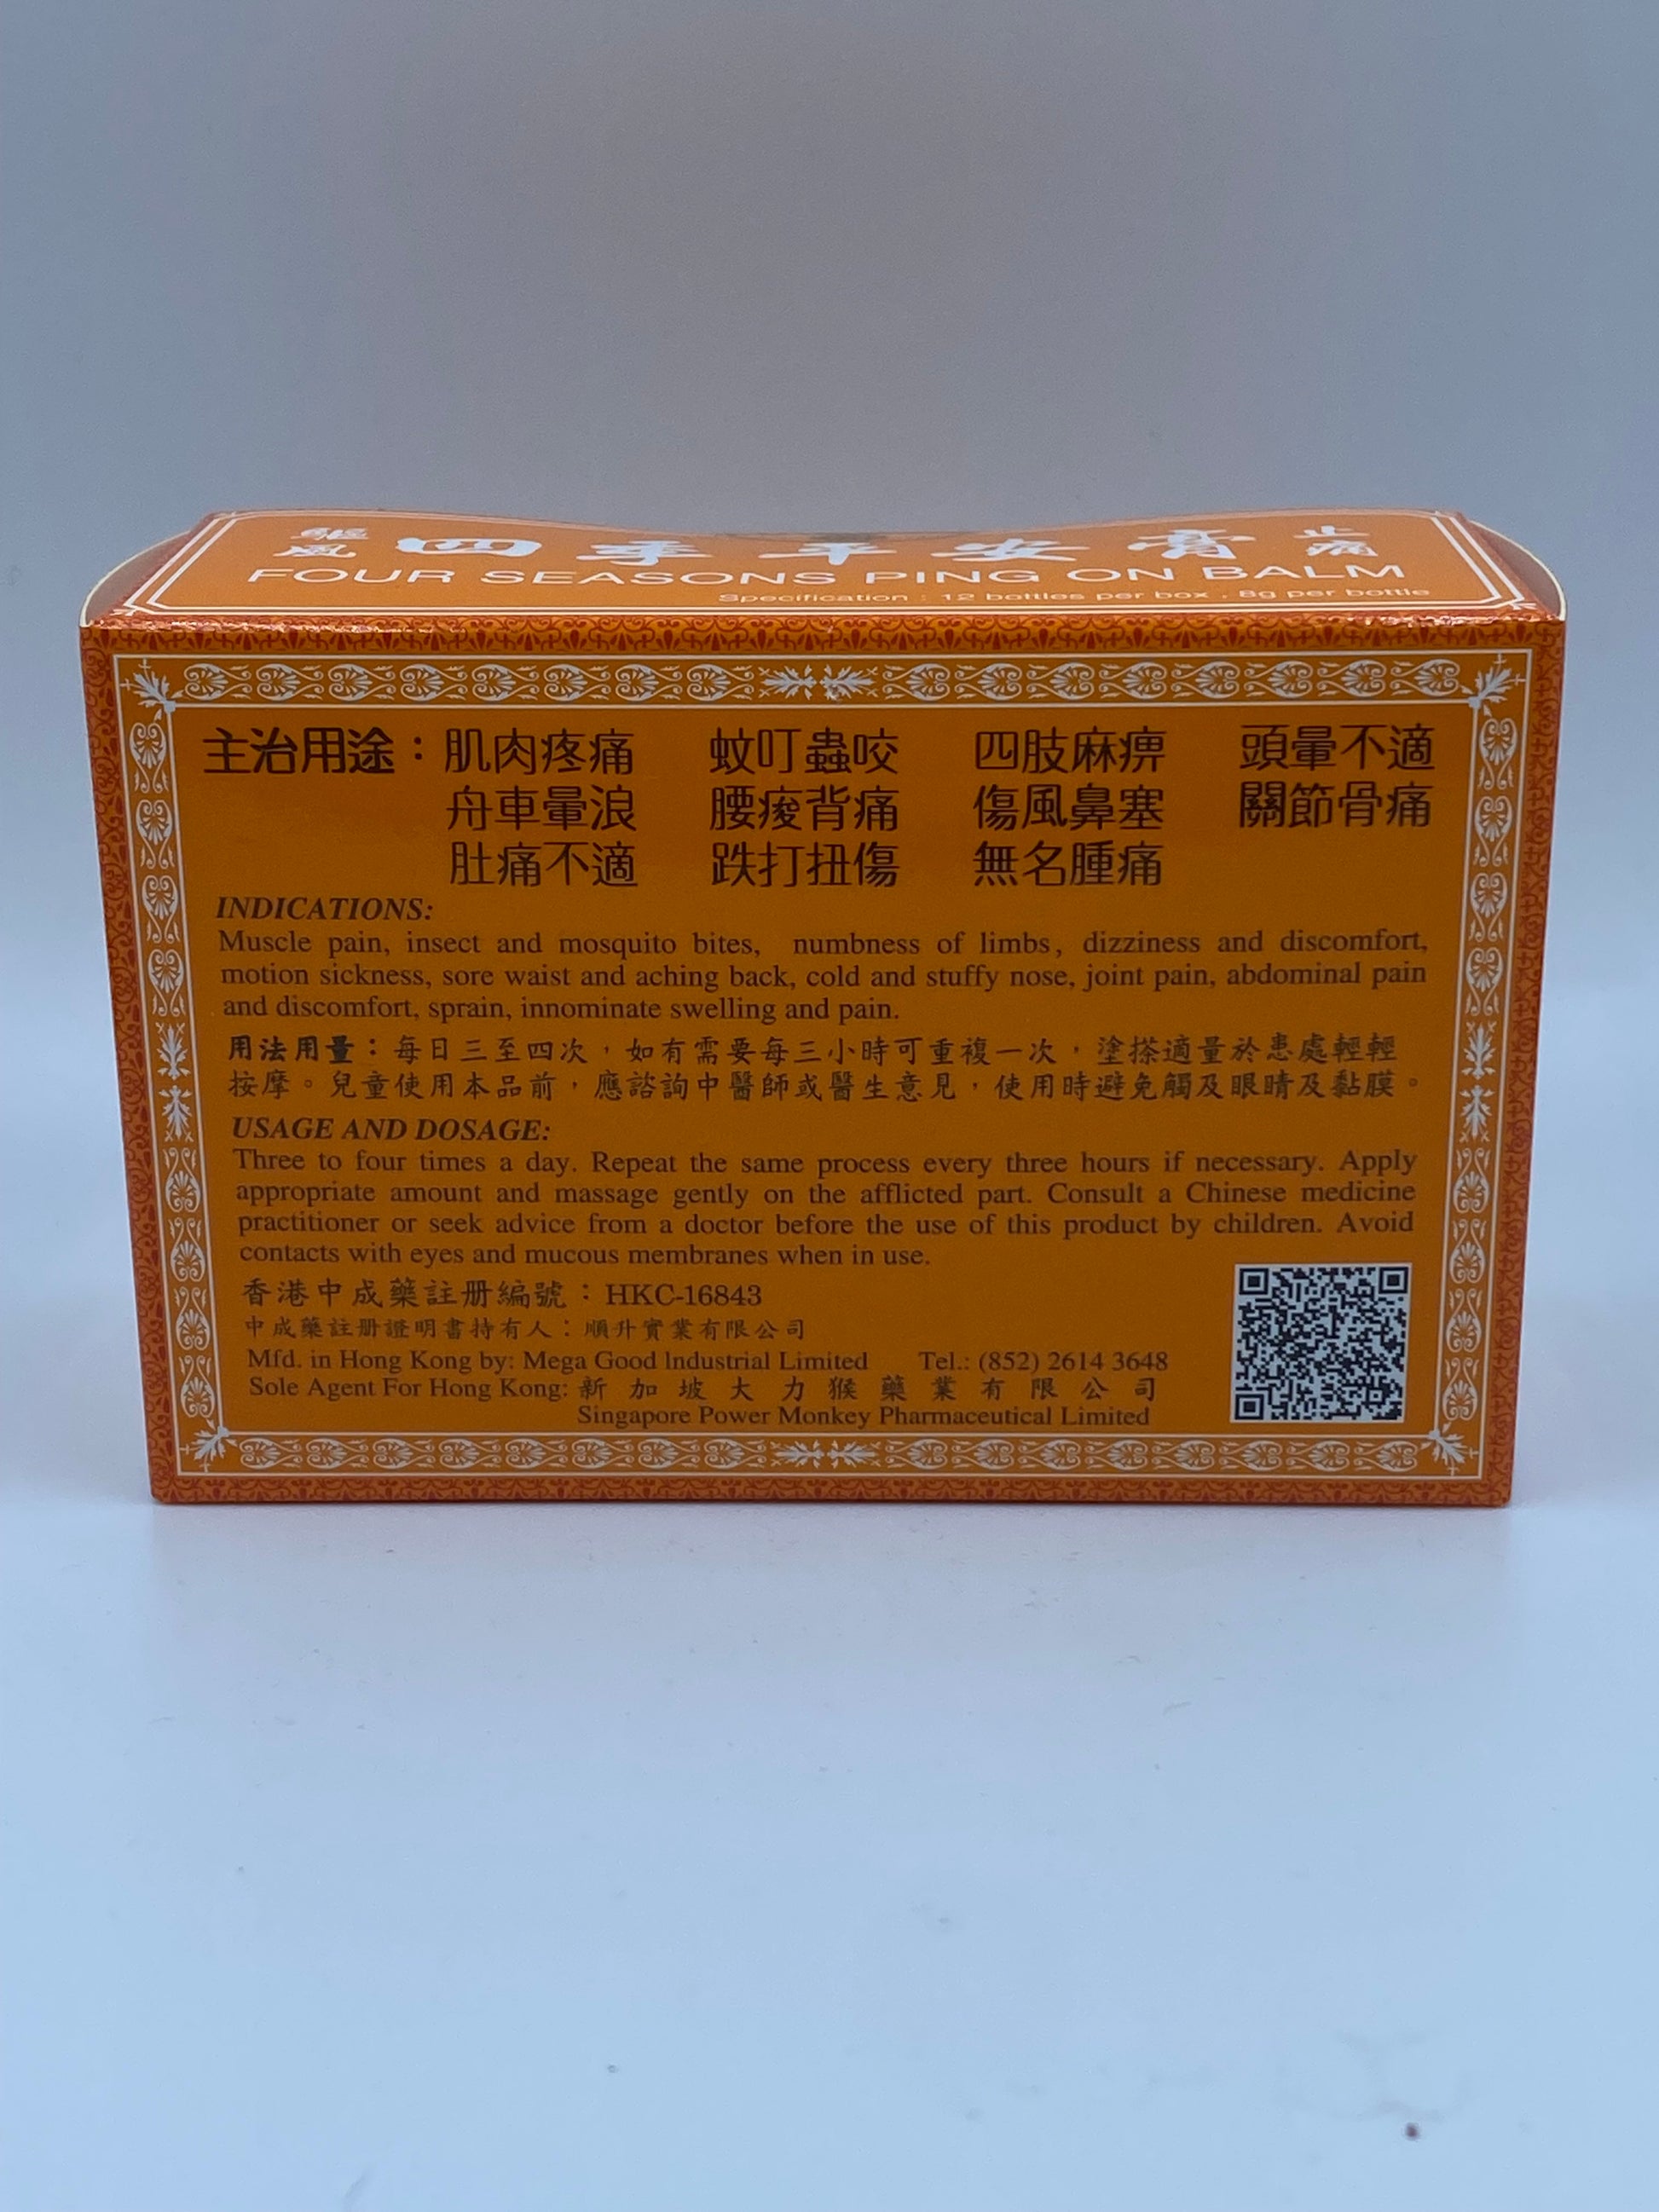 驅風 四季平安膏 止痛
FOUR SEASONS PING ON BALM
Specification : 12 bottles per box . 8g per bottle
主治用途：肌肉疼痛 蚊叮蟲咬 四肢麻痹 頭暈不適
舟車暈浪 腰痠背痛 傷風鼻塞 關節骨痛
肚痛不適 跌打扭傷 無名腫痛
INDICATIONS:
Muscle pain, insect and mosquito bites, numbness of limbs, dizziness and discomfort,
motion sickness, sore waist and aching back, cold and stuffy nose, joint pain, abdominal pain
and discomfort, sprain, innominate swelling and pain.
用法用量：每日三至四次，如有需要每三小時可重複一次，塗搽適量於患處輕輕
按摩。兒童使用本品前，應諮詢中醫師或醫生意見，使用時避免觸及眼睛及黏膜。
USAGE AND DOSAGE:
Three to four times a day. Repeat the same process every three hours if necessary. Apply
appropriate amount and massage gently on the afflicted part. Consult a Chinese medicine
practitioner or seek advice from a doctor before the use of this product by children. Avoid
contacts with eyes and mucous membranes when in use.
香港中成藥註册編號：HKC-16843
中成藥註册證明書持有人：順升實業有限公司
Mfd. in Hong Kong by: Mega Good Industrial Limited Tel.: (852) 2614 3648
Sole Agent For Hong Kong: 新加坡大力猴藥業有限公司
Singapore Power Monkey Pharmaceutical Limited